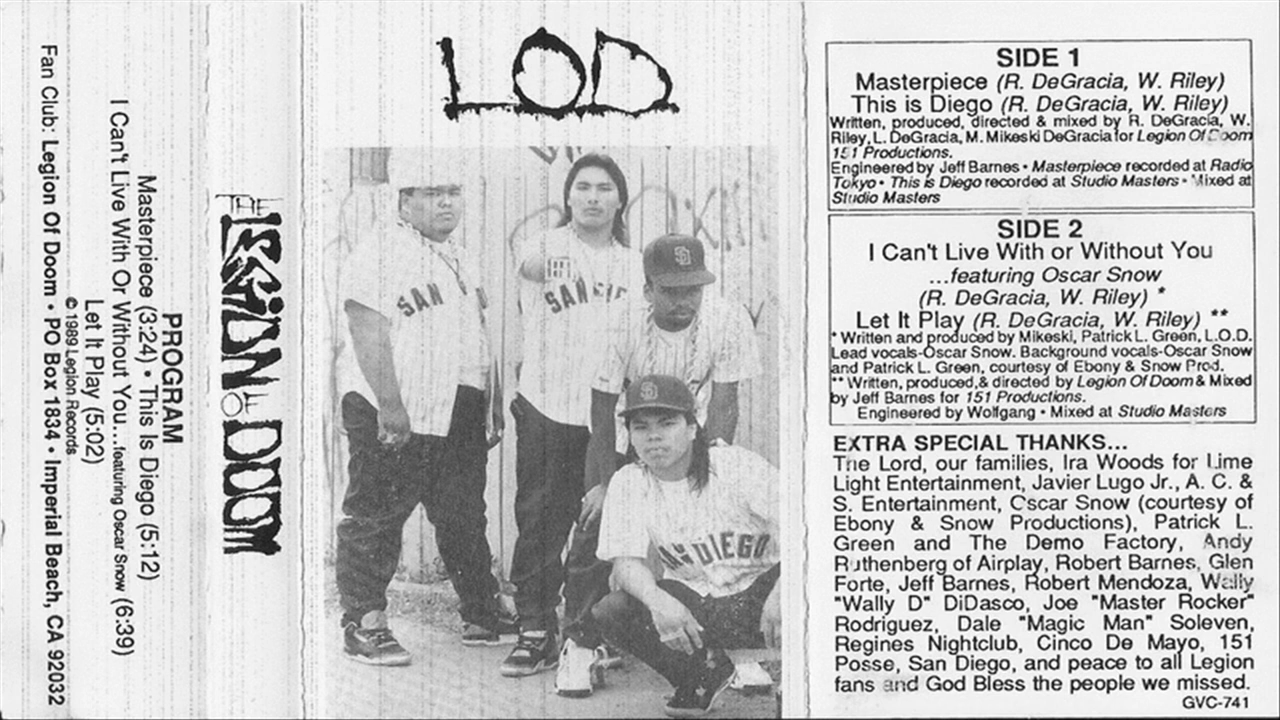 Fan Club: Legion Of Doom • PO Box 1834 • Imperial Beach, CA 92032
©1989 Legion Records
Let It Play (5:02)
I Can't Live With Or Without You...featuring Oscar Snow (6:39)
Masterpiece (3:24) • This Is Diego (5:12)
PROGRAM
THE LEGION OF DOOM
LOD
SAN
SAN DIE
SD
SD
SAN DIEGO
SIDE 1
Masterpiece (R. DeGracia, W. Riley)
This is Diego (R. DeGracia, W. Riley)
Written, produced, directed & mixed by R. DeGracia, W.
Riley, L. DeGracia, M. Mikeski DeGracia for Legion Of Doom
151 Productions.
Engineered by Jeff Barnes • Masterpiece recorded at Radio
Tokyo • This is Diego recorded at Studio Masters • Mixed at
Studio Masters
SIDE 2
I Can't Live With or Without You
...featuring Oscar Snow
(R. DeGracia, W. Riley) *
Let It Play (R. DeGracia, W. Riley) **
* Written and produced by Mikeski, Patrick L. Green, L.O.D.
Lead vocals-Oscar Snow. Background vocals-Oscar Snow
and Patrick L. Green, courtesy of Ebony & Snow Prod.
** Written, produced,& directed by Legion Of Doom & Mixed
by Jeff Barnes for 151 Productions.
Engineered by Wolfgang • Mixed at Studio Masters
EXTRA SPECIAL THANKS...
The Lord, our families, Ira Woods for Lime
Light Entertainment, Javier Lugo Jr., A. C. &
S. Entertainment, Oscar Snow (courtesy of
Ebony & Snow Productions), Patrick L.
Green and The Demo Factory, Andy
Ruthenberg of Airplay, Robert Barnes, Glen
Forte, Jeff Barnes, Robert Mendoza, Wally
"Wally D" DiDasco, Joe "Master Rocker"
Rodriguez, Dale "Magic Man" Soleven,
Regines Nightclub, Cinco De Mayo, 151
Posse, San Diego, and peace to all Legion
fans and God Bless the people we missed.
GVC-741